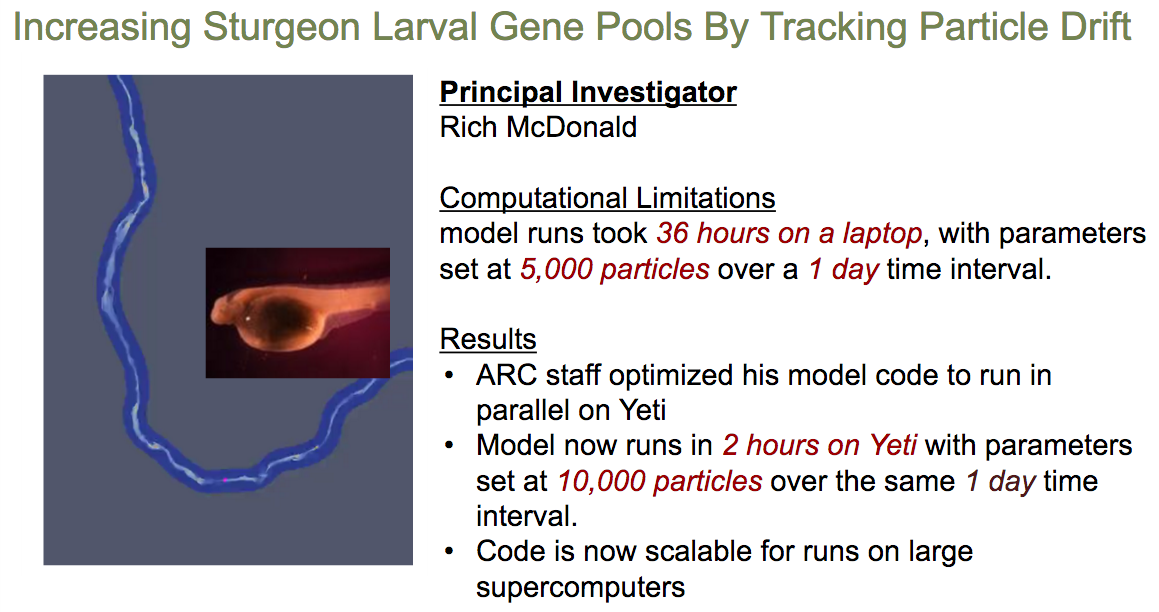 Increasing Sturgeon Larval Gene Pools By Tracking Particle Drift
Principal Investigator
Rich McDonald
Computational Limitations
model runs took 36 hours on a laptop, with parameters
set at 5,000 particles over a 1 day time interval.
Results
• ARC staff optimized his model code to run in
parallel on Yeti
• Model now runs in 2 hours on Yeti with parameters
set at 10,000 particles over the same 1 day time
interval.
• Code is now scalable for runs on large
supercomputers